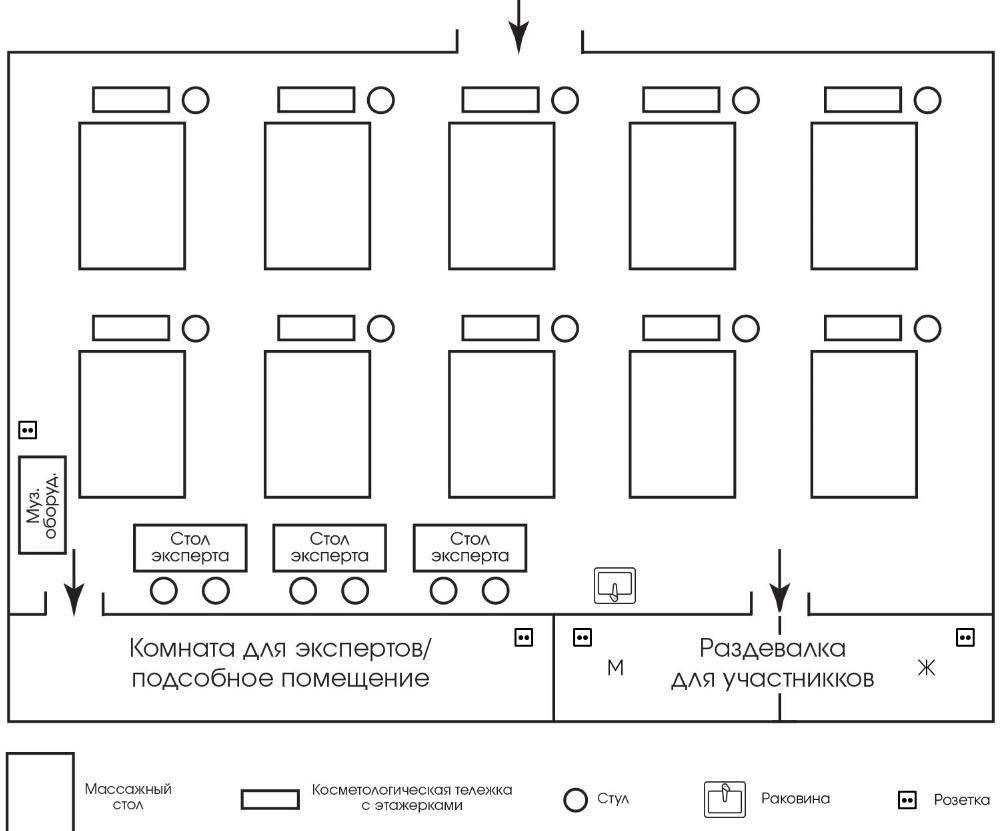 Муз.
оборуд.
Стол
эксперта
Стол
эксперта
Стол
эксперта
Комната для экспертов/
подсобное помещение
М
Раздевалка
для участникков
Ж
Массажный
стол
Косметологическая тележка
с этажерками
Стул
Раковина
Розетка